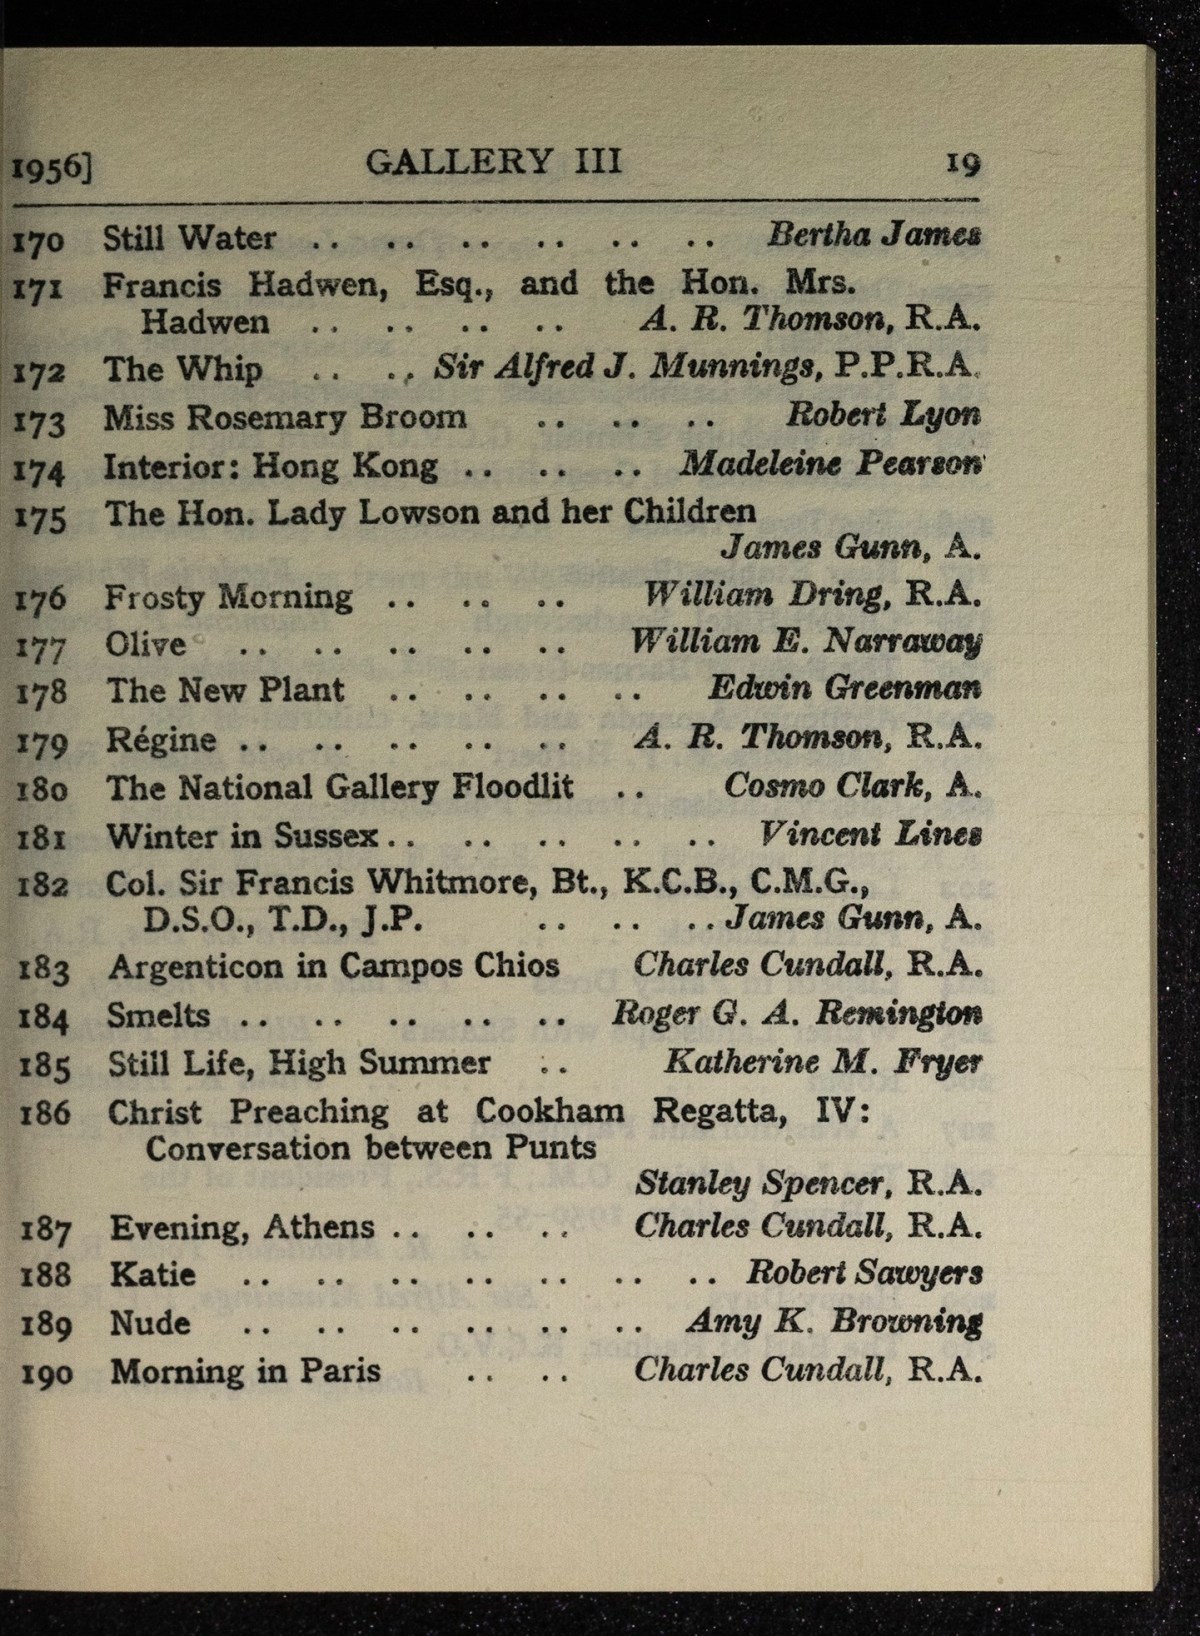 1956] GALLERY III 19
170 Still Water .. .. .. .. .. .. Bertha James
171 Francis Hadwen, Esq., and the Hon. Mrs.
Hadwen .. .. .. .. A. R. Thomson, R.A.
172 The Whip .. .. Sir Alfred J. Munnings, P.P.R.A.
173 Miss Rosemary Broom .. .. .. Robert Lyon
174 Interior: Hong Kong .. .. .. Madeleine Pearson
175 The Hon. Lady Lowson and her Children
James Gunn, A.
176 Frosty Morning .. .. .. William Dring, R.A.
177 Olive .. .. .. .. .. William E. Narraway
178 The New Plant .. .. .. .. Edwin Greenman
179 Régine .. .. .. .. .. A. R. Thomson, R.A.
180 The National Gallery Floodlit .. Cosmo Clark, A.
181 Winter in Sussex .. .. .. .. .. Vincent Lines
182 Col. Sir Francis Whitmore, Bt., K.C.B., C.M.G.,
D.S.O., T.D., J.P. .. .. .. James Gunn, A.
183 Argenticon in Campos Chios Charles Cundall, R.A.
184 Smelts .. .. .. .. .. Roger G. A. Remington
185 Still Life, High Summer .. Katherine M. Fryer
186 Christ Preaching at Cookham Regatta, IV:
Conversation between Punts
Stanley Spencer, R.A.
187 Evening, Athens .. .. .. Charles Cundall, R.A.
188 Katie .. .. .. .. .. .. .. Robert Sawyers
189 Nude .. .. .. .. .. .. Amy K. Browning
190 Morning in Paris .. .. Charles Cundall, R.A.